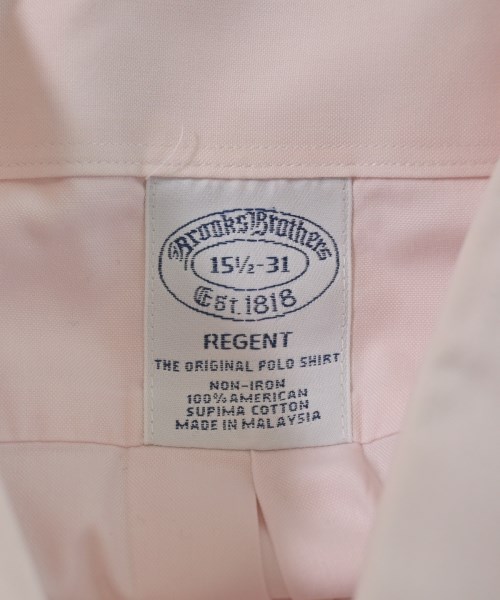 Brooks Brothers
15½-31
Est. 1818
REGENT
THE ORIGINAL POLO SHIRT
NON-IRON
100% AMERICAN
SUPIMA COTTON
MADE IN MALAYSIA